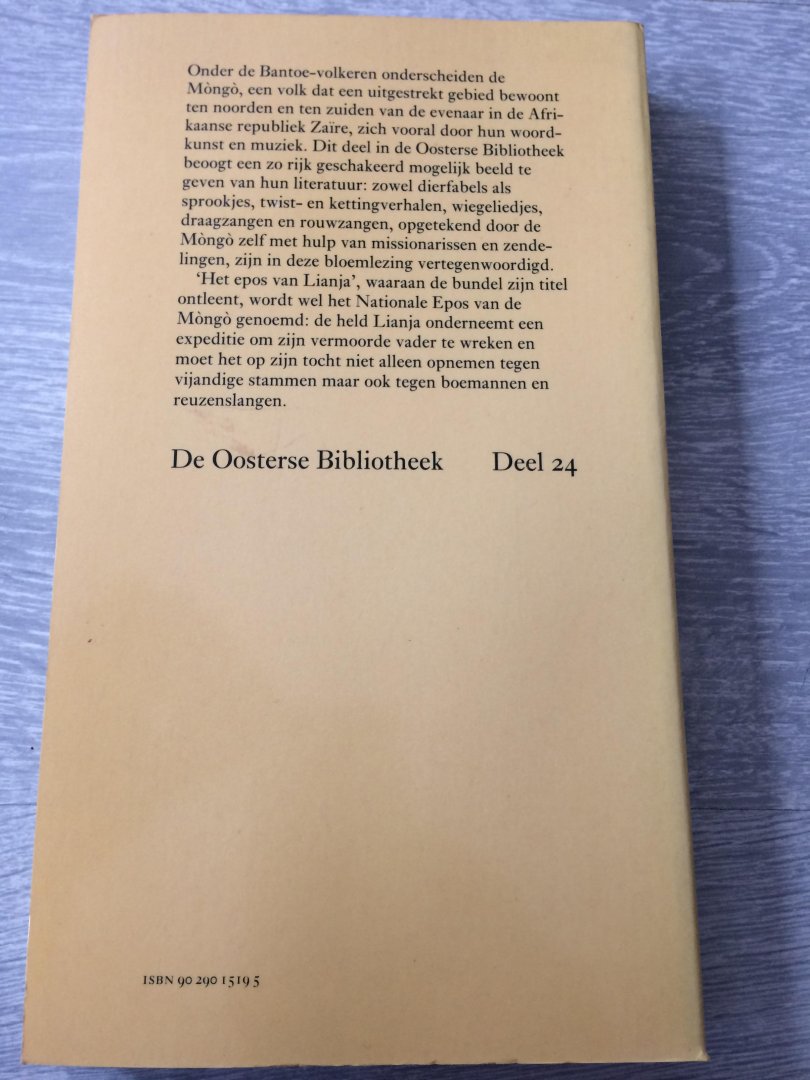 Onder de Bantoe-volkeren onderscheiden de
Mòngò, een volk dat een uitgestrekt gebied bewoont
ten noorden en ten zuiden van de evenaar in de Afri-
kaanse republiek Zaïre, zich vooral door hun woord-
kunst en muziek. Dit deel in de Oosterse Bibliotheek
beoogt een zo rijk geschakeerd mogelijk beeld te
geven van hun literatuur: zowel dierfabels als
sprookjes, twist- en kettingverhalen, wiegeliedjes,
draagzangen en rouwzangen, opgetekend door de
Mòngò zelf met hulp van missionarissen en zende-
lingen, zijn in deze bloemlezing vertegenwoordigd.
‘Het epos van Lianja’, waaraan de bundel zijn titel
ontleent, wordt wel het Nationale Epos van de
Mòngò genoemd: de held Lianja onderneemt een
expeditie om zijn vermoorde vader te wreken en
moet het op zijn tocht niet alleen opnemen tegen
vijandige stammen maar ook tegen boemannen en
reuzenslangen.
De Oosterse Bibliotheek Deel 24
ISBN 90 290 1519 5